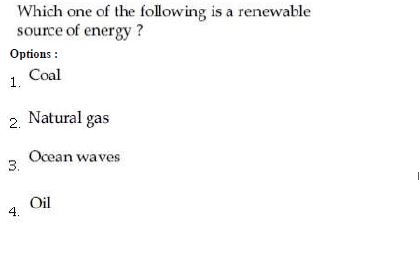 Which one of the following is a renewable
source of energy ?
Options :
1. Coal
2. Natural gas
3. Ocean waves
4. Oil